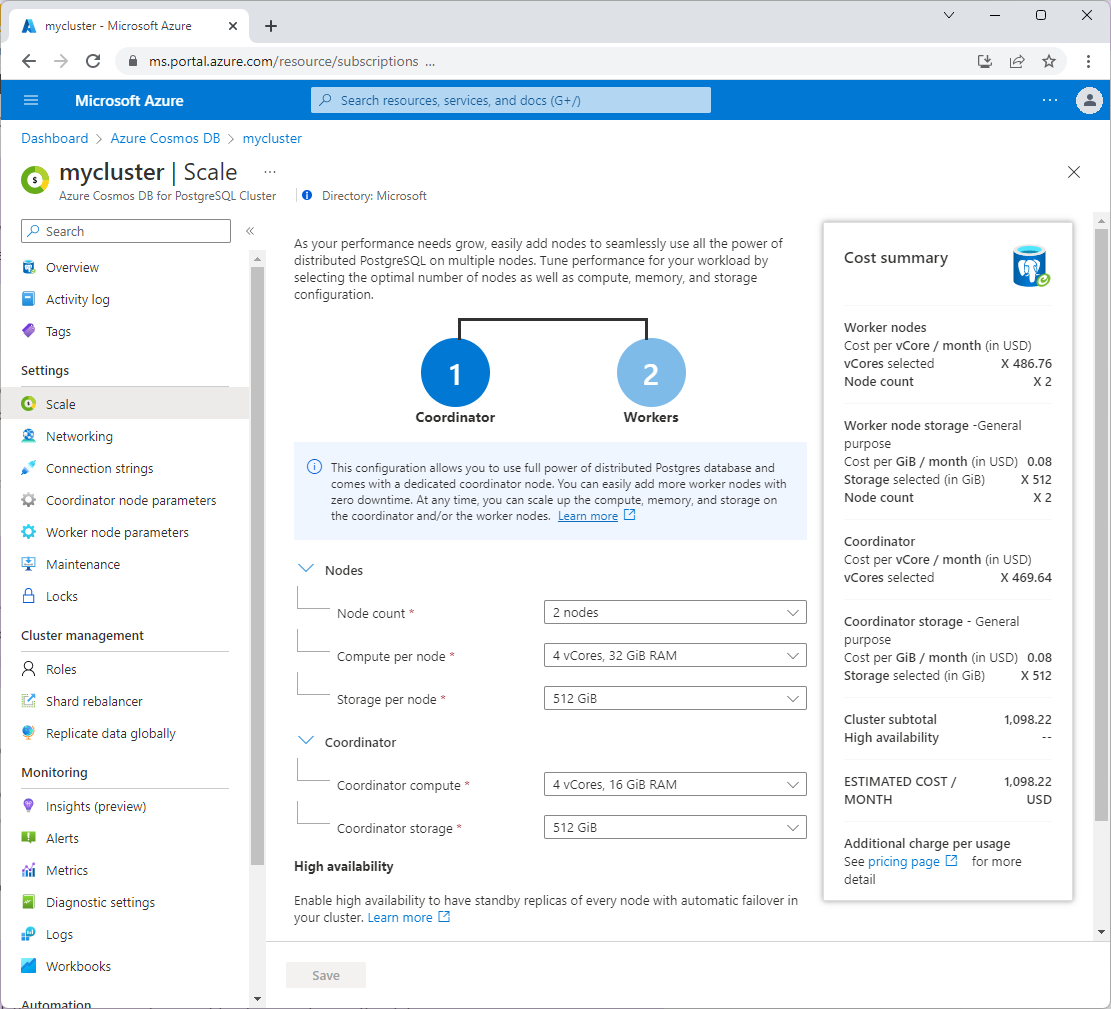 mycluster - Microsoft Azure
ms.portal.azure.com/resource/subscriptions ...
Microsoft Azure
Search resources, services, and docs (G+/)
Dashboard > Azure Cosmos DB > mycluster
mycluster | Scale ...
Azure Cosmos DB for PostgreSQL Cluster
Directory: Microsoft
Search
Overview
Activity log
Tags
Settings
Scale
Networking
Connection strings
Coordinator node parameters
Worker node parameters
Maintenance
Locks
Cluster management
Roles
Shard rebalancer
Replicate data globally
Monitoring
Insights (preview)
Alerts
Metrics
Diagnostic settings
Logs
Workbooks
Automation
As your performance needs grow, easily add nodes to seamlessly use all the power of
distributed PostgreSQL on multiple nodes. Tune performance for your workload by
selecting the optimal number of nodes as well as compute, memory, and storage
configuration.
1
2
Coordinator
Workers
This configuration allows you to use full power of distributed Postgres database and
comes with a dedicated coordinator node. You can easily add more worker nodes with
zero downtime. At any time, you can scale up the compute, memory, and storage on
the coordinator and/or the worker nodes. Learn more
Nodes
Node count * 2 nodes
Compute per node * 4 vCores, 32 GiB RAM
Storage per node * 512 GiB
Coordinator
Coordinator compute * 4 vCores, 16 GiB RAM
Coordinator storage * 512 GiB
High availability
Enable high availability to have standby replicas of every node with automatic failover in
your cluster. Learn more
Save
Cost summary
$
Worker nodes
Cost per vCore / month (in USD)
vCores selected X 486.76
Node count X 2
Worker node storage -General
purpose
Cost per GiB / month (in USD) 0.08
Storage selected (in GiB) X 512
Node count X 2
Coordinator
Cost per vCore / month (in USD)
vCores selected X 469.64
Coordinator storage - General
purpose
Cost per GiB / month (in USD) 0.08
Storage selected (in GiB) X 512
Cluster subtotal 1,098.22
High availability --
ESTIMATED COST / 1,098.22
MONTH USD
Additional charge per usage
See pricing page for more
detail